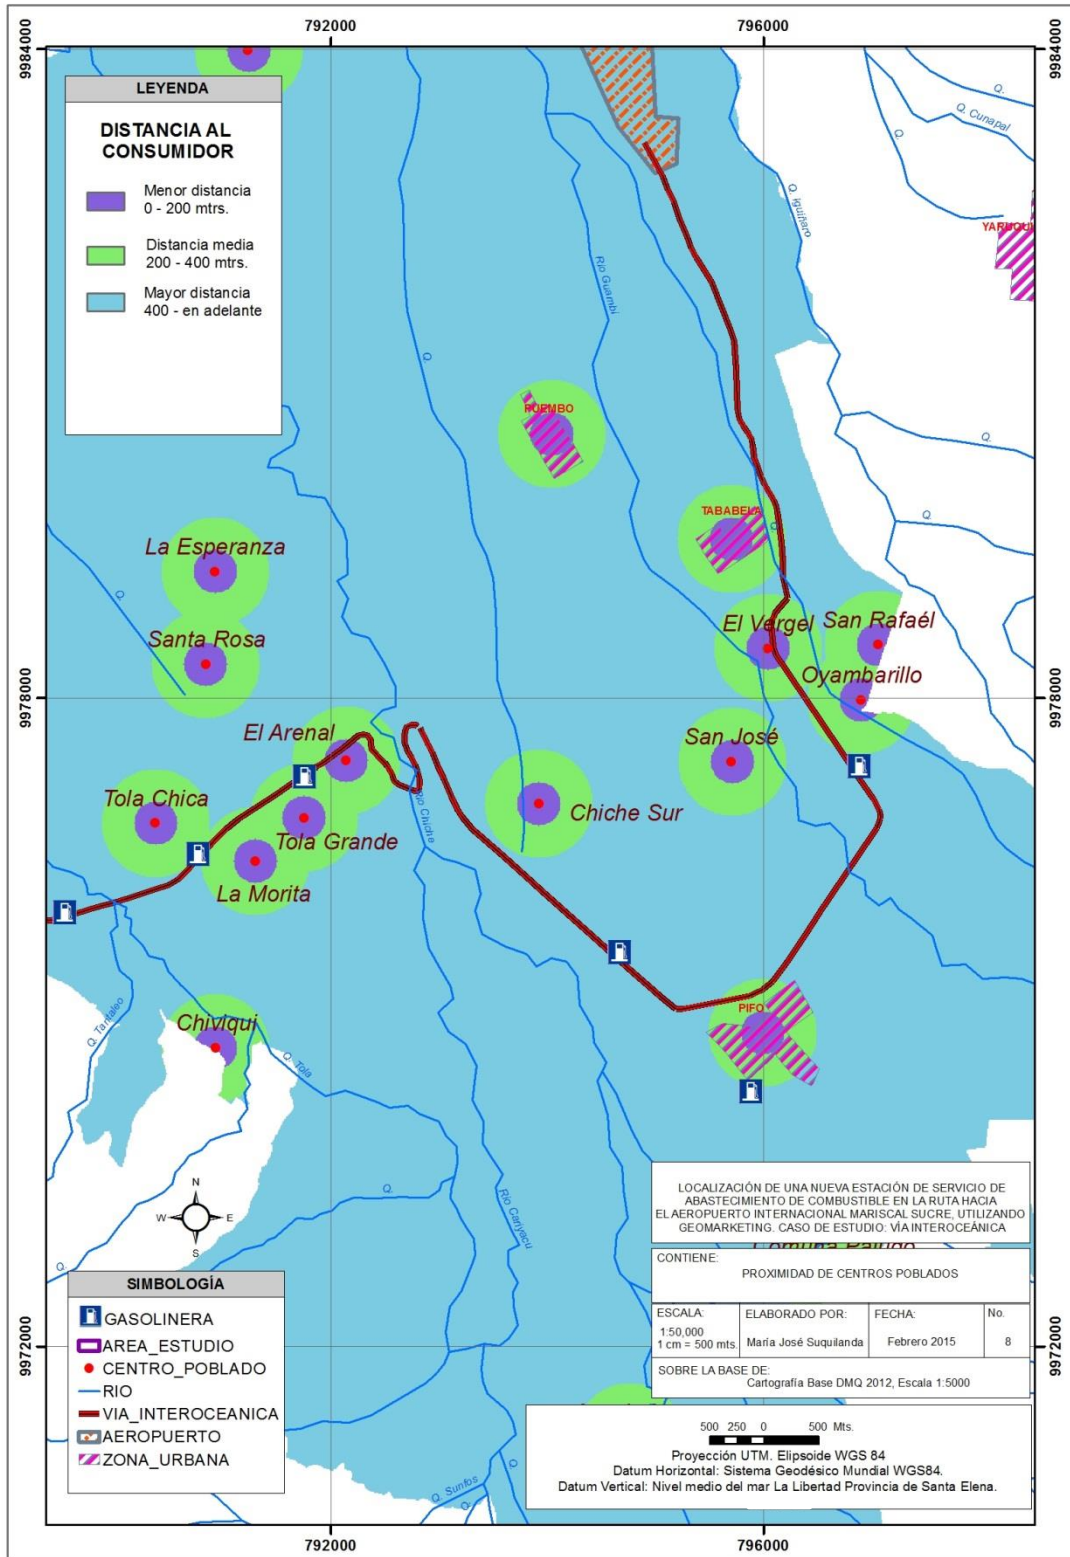 792000
796000
9984000
9984000
LEYENDA
DISTANCIA AL
CONSUMIDOR
Menor distancia
0 - 200 mtrs.
Distancia media
200 - 400 mtrs.
Mayor distancia
400 - en adelante
Q.
Q. Cunapal
Q.
Q. Iguiñaro
YARUQUI
Río Guambi
Q.
PUEMBO
Q.
TABABELA
Q.
Q.
La Esperanza
Q.
Santa Rosa
El Vergel
San Rafaél
Oyambarillo
9978000
9978000
El Arenal
San José
Tola Chica
Río Chiche
Chiche Sur
Tola Grande
La Morita
PIFO
Q. Tantaleo
Chiviqui
Q. Tola
N
W
E
S
Q.
Río Cariyacu
Q.
LOCALIZACIÓN DE UNA NUEVA ESTACIÓN DE SERVICIO DE
ABASTECIMIENTO DE COMBUSTIBLE EN LA RUTA HACIA
EL AEROPUERTO INTERNACIONAL MARISCAL SUCRE, UTILIZANDO
GEOMARKETING. CASO DE ESTUDIO: VÍA INTEROCEÁNICA
CONTIENE:
PROXIMIDAD DE CENTROS POBLADOS
ESCALA:
1:50,000
1 cm = 500 mts.
ELABORADO POR:
María José Suquilanda
FECHA:
Febrero 2015
No.
8
SOBRE LA BASE DE:
Cartografía Base DMQ 2012, Escala 1:5000
SIMBOLOGÍA
GASOLINERA
AREA_ESTUDIO
CENTRO_POBLADO
RIO
VIA_INTEROCEANICA
AEROPUERTO
ZONA_URBANA
9972000
9972000
500 250 0 500 Mts.
Proyección UTM. Elipsoide WGS 84
Datum Horizontal: Sistema Geodésico Mundial WGS84.
Datum Vertical: Nivel medio del mar La Libertad Provincia de Santa Elena.
Q.
Q. Sunfos
Q.
792000
796000